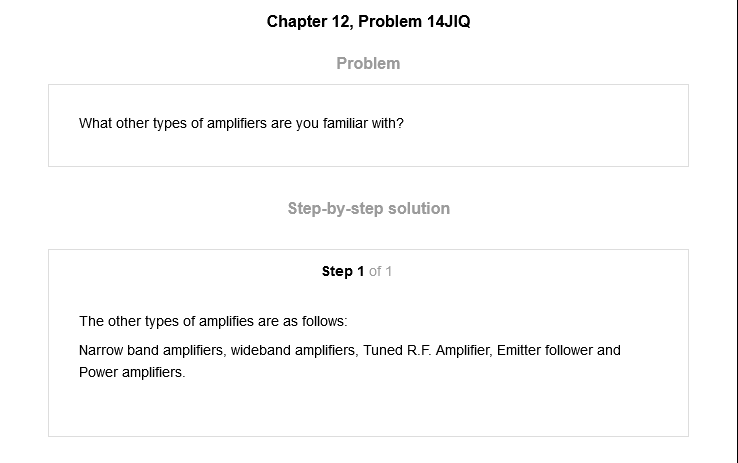 Chapter 12, Problem 14JIQ
Problem
What other types of amplifiers are you familiar with?
Step-by-step solution
Step 1 of 1
The other types of amplifies are as follows:
Narrow band amplifiers, wideband amplifiers, Tuned R.F. Amplifier, Emitter follower and
Power amplifiers.